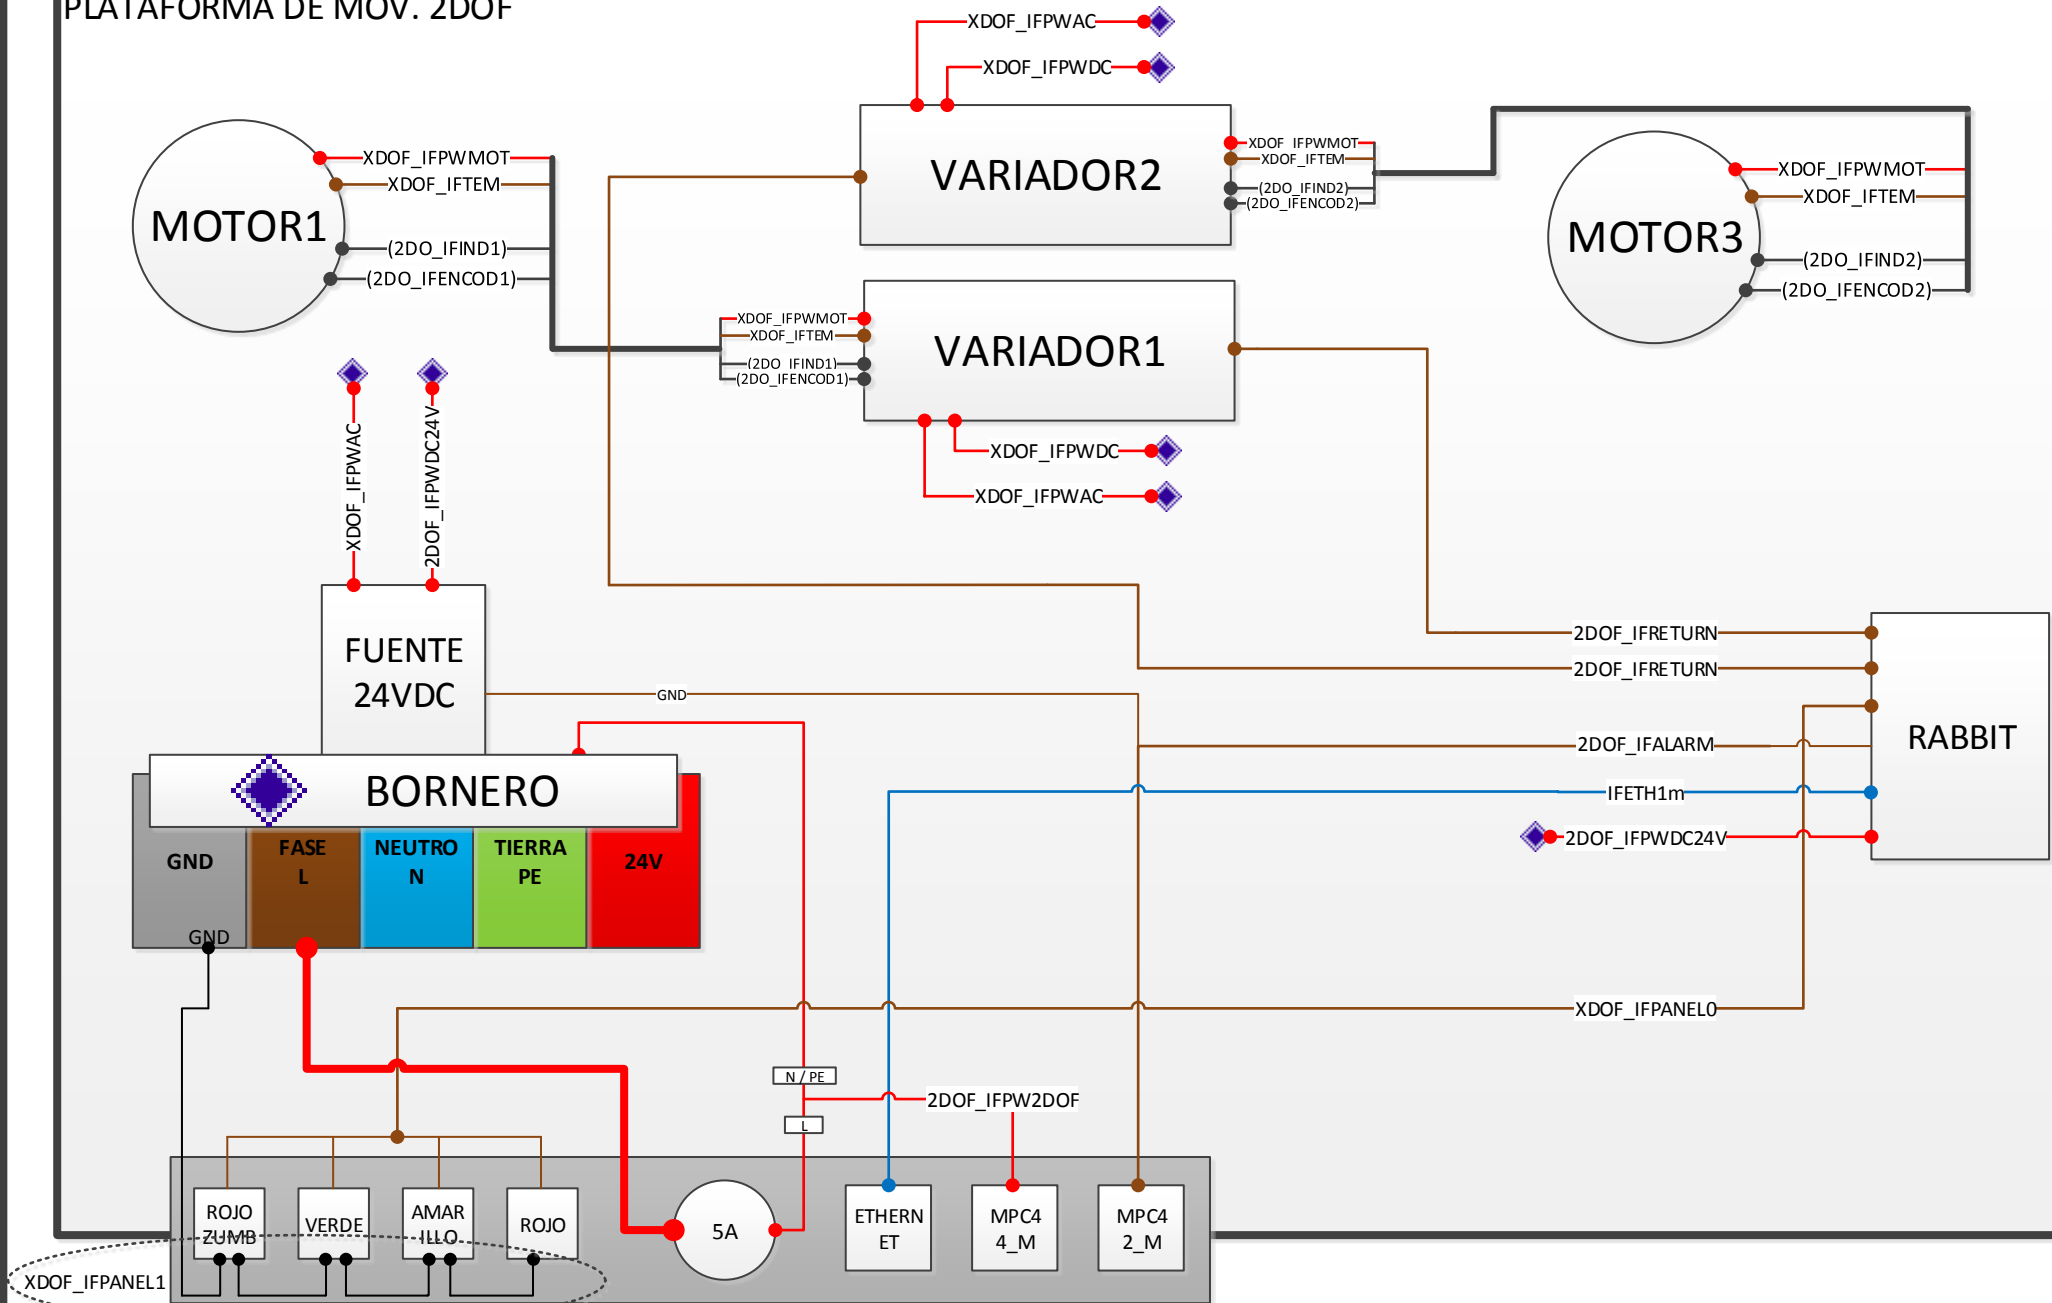 PLATAFORMA DE MOV. 2DOF
XDOF_IFPWAC
XDOF_IFPWDC
MOTOR1
XDOF_IFPWMOT
XDOF_IFTEM
(2DO_IFIND1)
(2DO_IFENCOD1)
VARIADOR2
XDOF_IFPWMOT
XDOF_IFTEM
(2DO_IFIND2)
(2DO_IFENCOD2)
MOTOR3
XDOF_IFPWMOT
XDOF_IFTEM
(2DO_IFIND2)
(2DO_IFENCOD2)
XDOF_IFPWMOT
XDOF_IFTEM
(2DO_IFIND1)
(2DO_IFENCOD1)
VARIADOR1
XDOF_IFPWDC
XDOF_IFPWAC
XDOF_IFPWAC
2DOF_IFPWDC24V
FUENTE
24VDC
GND
2DOF_IFRETURN
2DOF_IFRETURN
2DOF_IFALARM
IFETH1m
2DOF_IFPWDC24V
RABBIT
BORNERO
GND
FASE
L
NEUTRO
N
TIERRA
PE
24V
GND
XDOF_IFPANEL0
N / PE
L
2DOF_IFPW2DOF
ROJO
ZUMB
VERDE
AMAR
ILLO
ROJO
5A
ETHERN
ET
MPC4
4_M
MPC4
2_M
XDOF_IFPANEL1